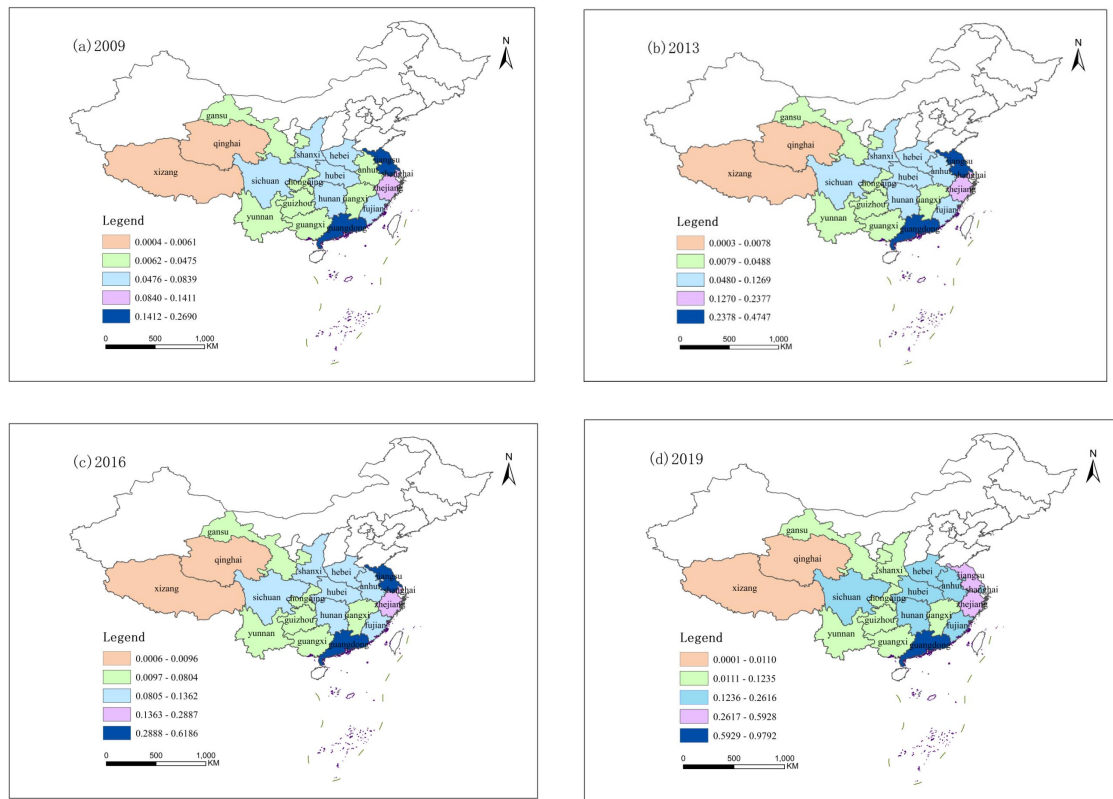 (a)2009
N
gansu
qinghai
xizang
shanxi
hebei
jiangsu
anhui
shanghai
sichuan
chongqing
hubei
zhejiang
hunan
jiangxi
guizhou
fujian
yunnan
guangxi
guangdong
Legend
0.0004 - 0.0061
0.0062 - 0.0475
0.0476 - 0.0839
0.0840 - 0.1411
0.1412 - 0.2690
0 500 1,000
KM
(b)2013
N
gansu
qinghai
xizang
shanxi
hebei
jiangsu
anhui
shanghai
sichuan
chongqing
hubei
zhejiang
hunan
jiangxi
guizhou
fujian
yunnan
guangxi
guangdong
Legend
0.0003 - 0.0078
0.0079 - 0.0488
0.0480 - 0.1269
0.1270 - 0.2377
0.2378 - 0.4747
0 500 1,000
KM
(c)2016
N
gansu
qinghai
xizang
shanxi
hebei
jiangsu
anhui
shanghai
sichuan
chongqing
hubei
zhejiang
hunan
jiangxi
guizhou
fujian
yunnan
guangxi
guangdong
Legend
0.0006 - 0.0096
0.0097 - 0.0804
0.0805 - 0.1362
0.1363 - 0.2887
0.2888 - 0.6186
0 500 1,000
KM
(d)2019
N
gansu
qinghai
xizang
shanxi
hebei
jiangsu
anhui
shanghai
sichuan
chongqing
hubei
zhejiang
hunan
jiangxi
guizhou
fujian
yunnan
guangxi
guangdong
Legend
0.0001 - 0.0110
0.0111 - 0.1235
0.1236 - 0.2616
0.2617 - 0.5928
0.5929 - 0.9792
0 500 1,000
KM